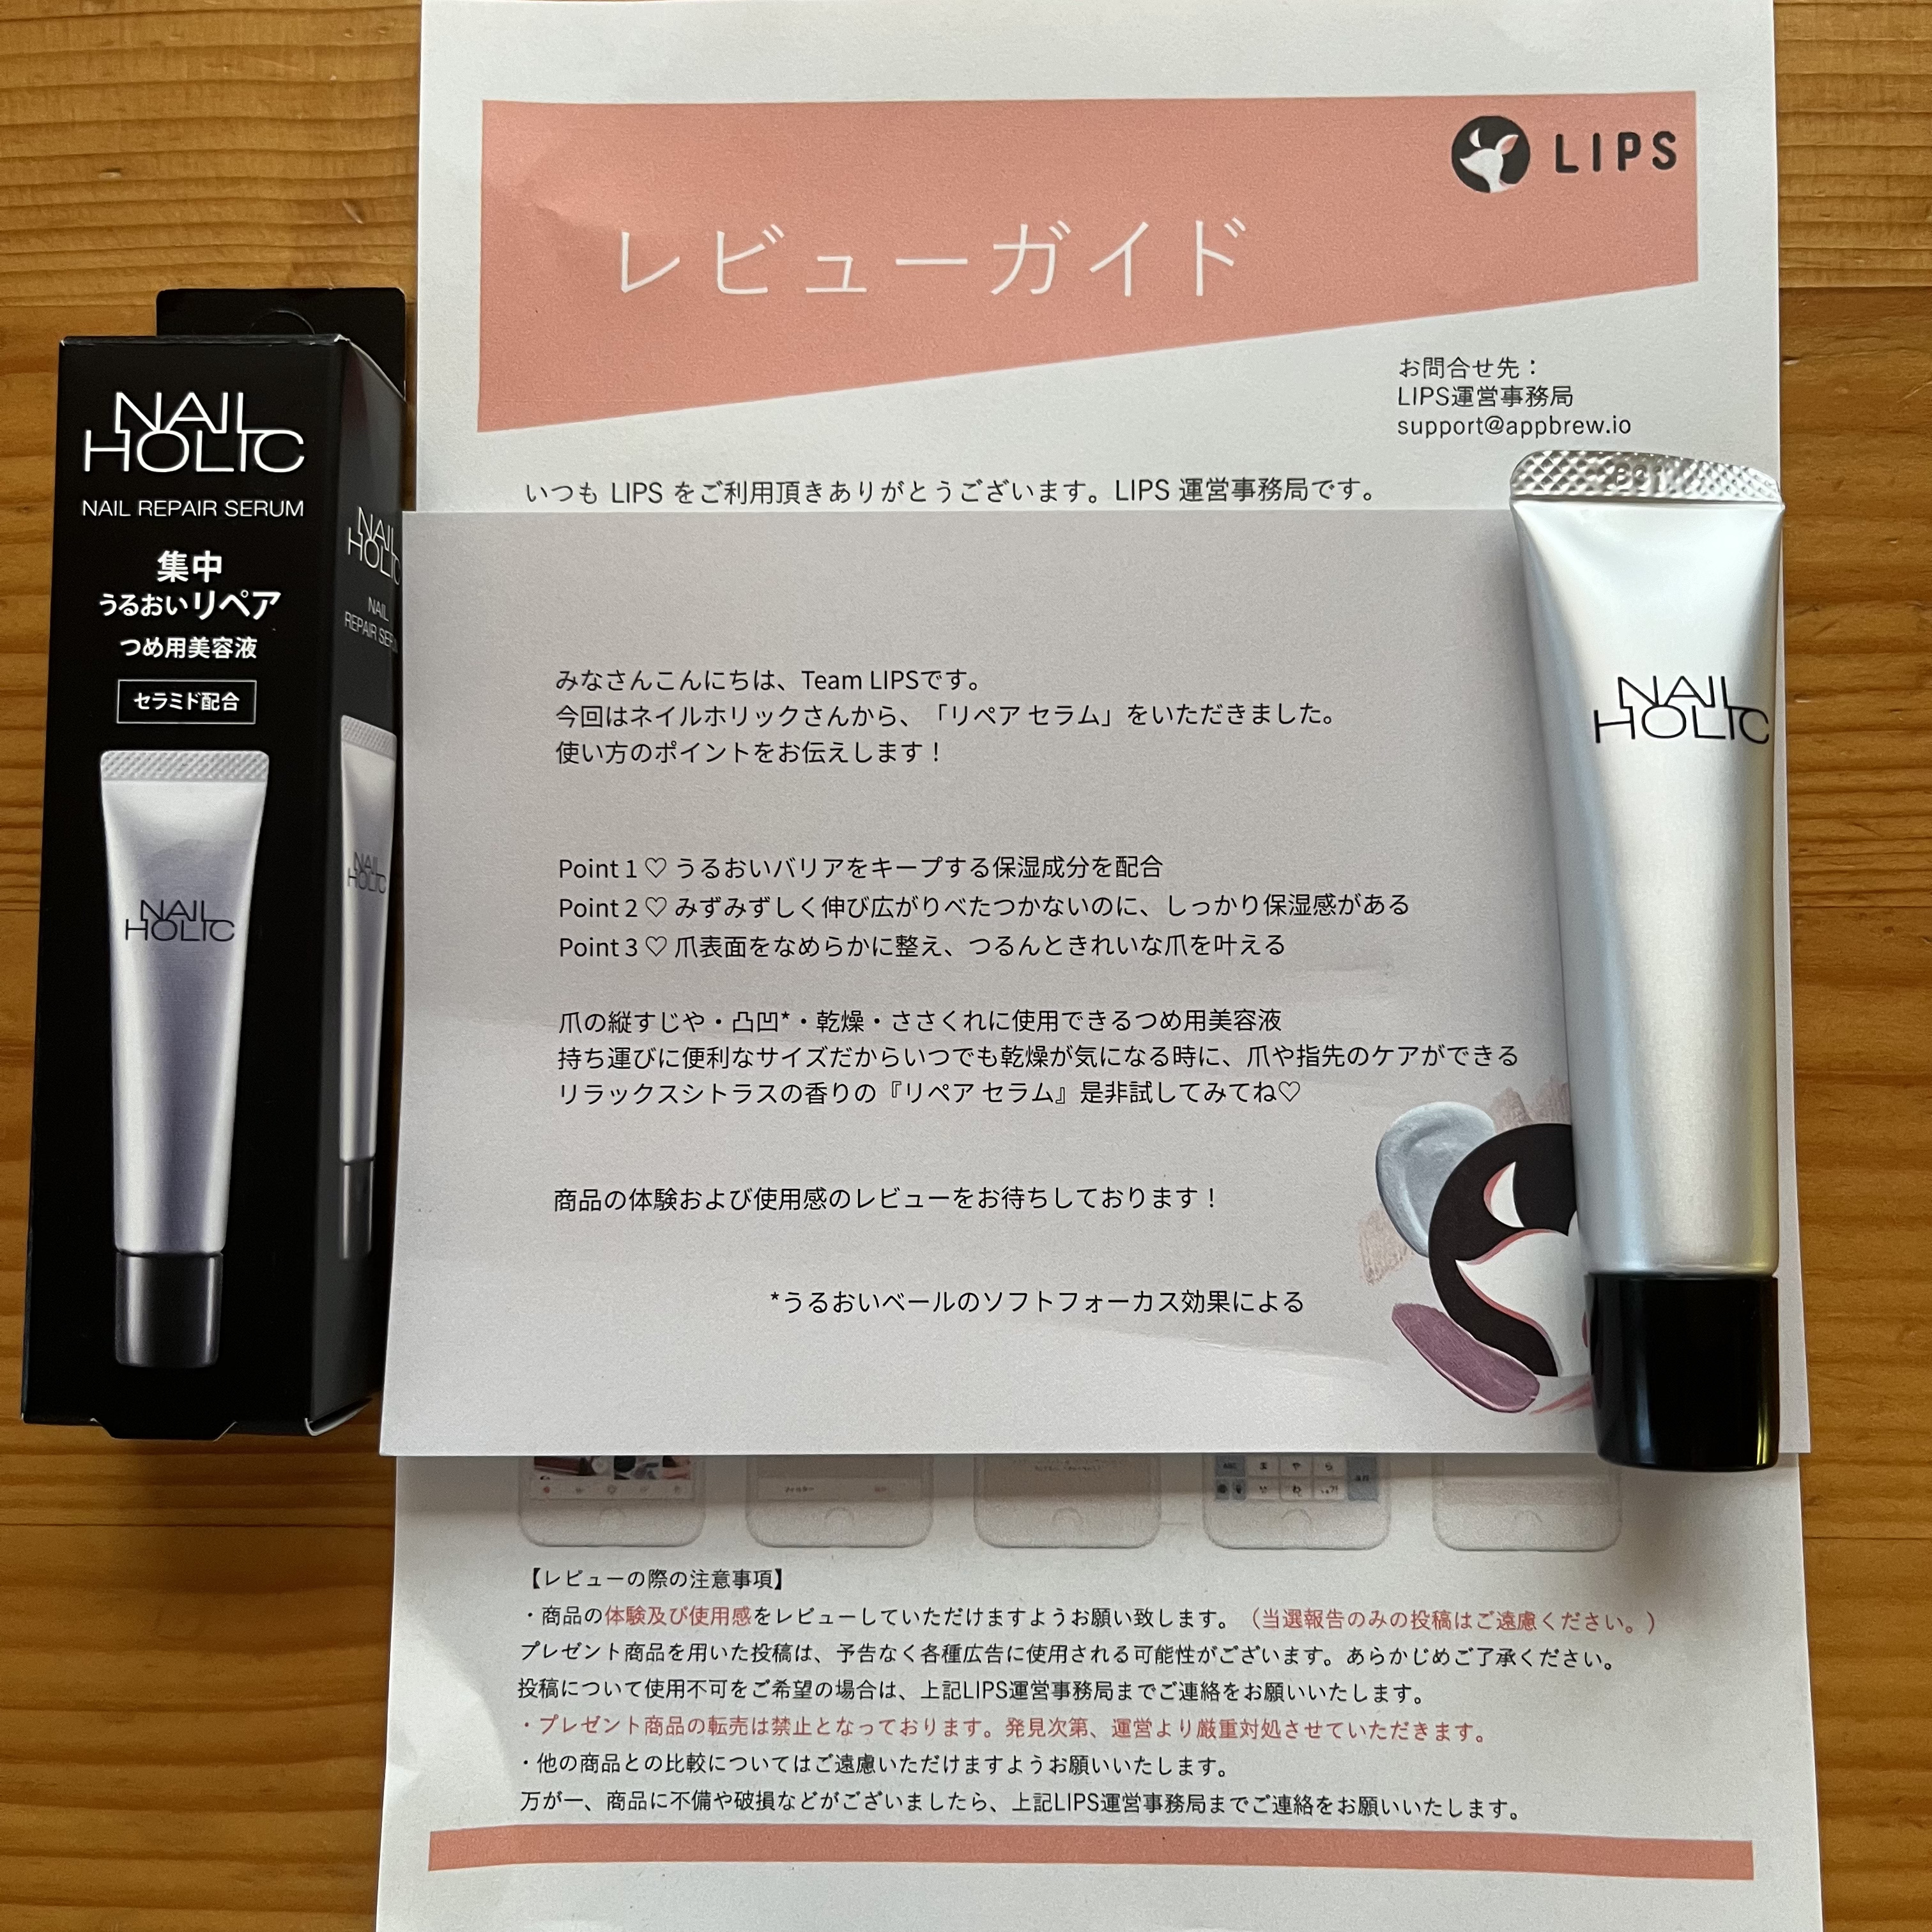 LIPS
レビューガイド
お問合せ先：
LIPS運営事務局
support@appbrew.io
いつも LIPS をご利用頂きありがとうございます。LIPS 運営事務局です。
NAIL
HOLIC
NAIL REPAIR SERUM
集中
うるおいリペア
つめ用美容液
セラミド配合
NAIL
HOLIC
NAIL
HOLIC
NAIL
REPAIR SER
NAIL
HOLIC
みなさんこんにちは、Team LIPSです。
今回はネイルホリックさんから、「リペア セラム」をいただきました。
使い方のポイントをお伝えします！
Point 1 ♡ うるおいバリアをキープする保湿成分を配合
Point 2 ♡ みずみずしく伸び広がりべたつかないのに、しっかり保湿感がある
Point 3 ♡ 爪表面をなめらかに整え、つるんときれいな爪を叶える
爪の縦すじや・凸凹*・乾燥・ささくれに使用できるつめ用美容液
持ち運びに便利なサイズだからいつでも乾燥が気になる時に、爪や指先のケアができる
リラックスシトラスの香りの『リペア セラム』是非試してみてね♡
商品の体験および使用感のレビューをお待ちしております！
*うるおいベールのソフトフォーカス効果による
NAIL
HOLIC
【レビューの際の注意事項】
・商品の体験及び使用感をレビューしていただけますようお願い致します。（当選報告のみの投稿はご遠慮ください。）
プレゼント商品を用いた投稿は、予告なく各種広告に使用される可能性がございます。あらかじめご了承ください。
投稿について使用不可をご希望の場合は、上記LIPS運営事務局までご連絡をお願いいたします。
・プレゼント商品の転売は禁止となっております。発見次第、運営より厳重対処させていただきます。
・他の商品との比較についてはご遠慮いただけますようお願いいたします。
万が一、商品に不備や破損などがございましたら、上記LIPS運営事務局までご連絡をお願いいたします。